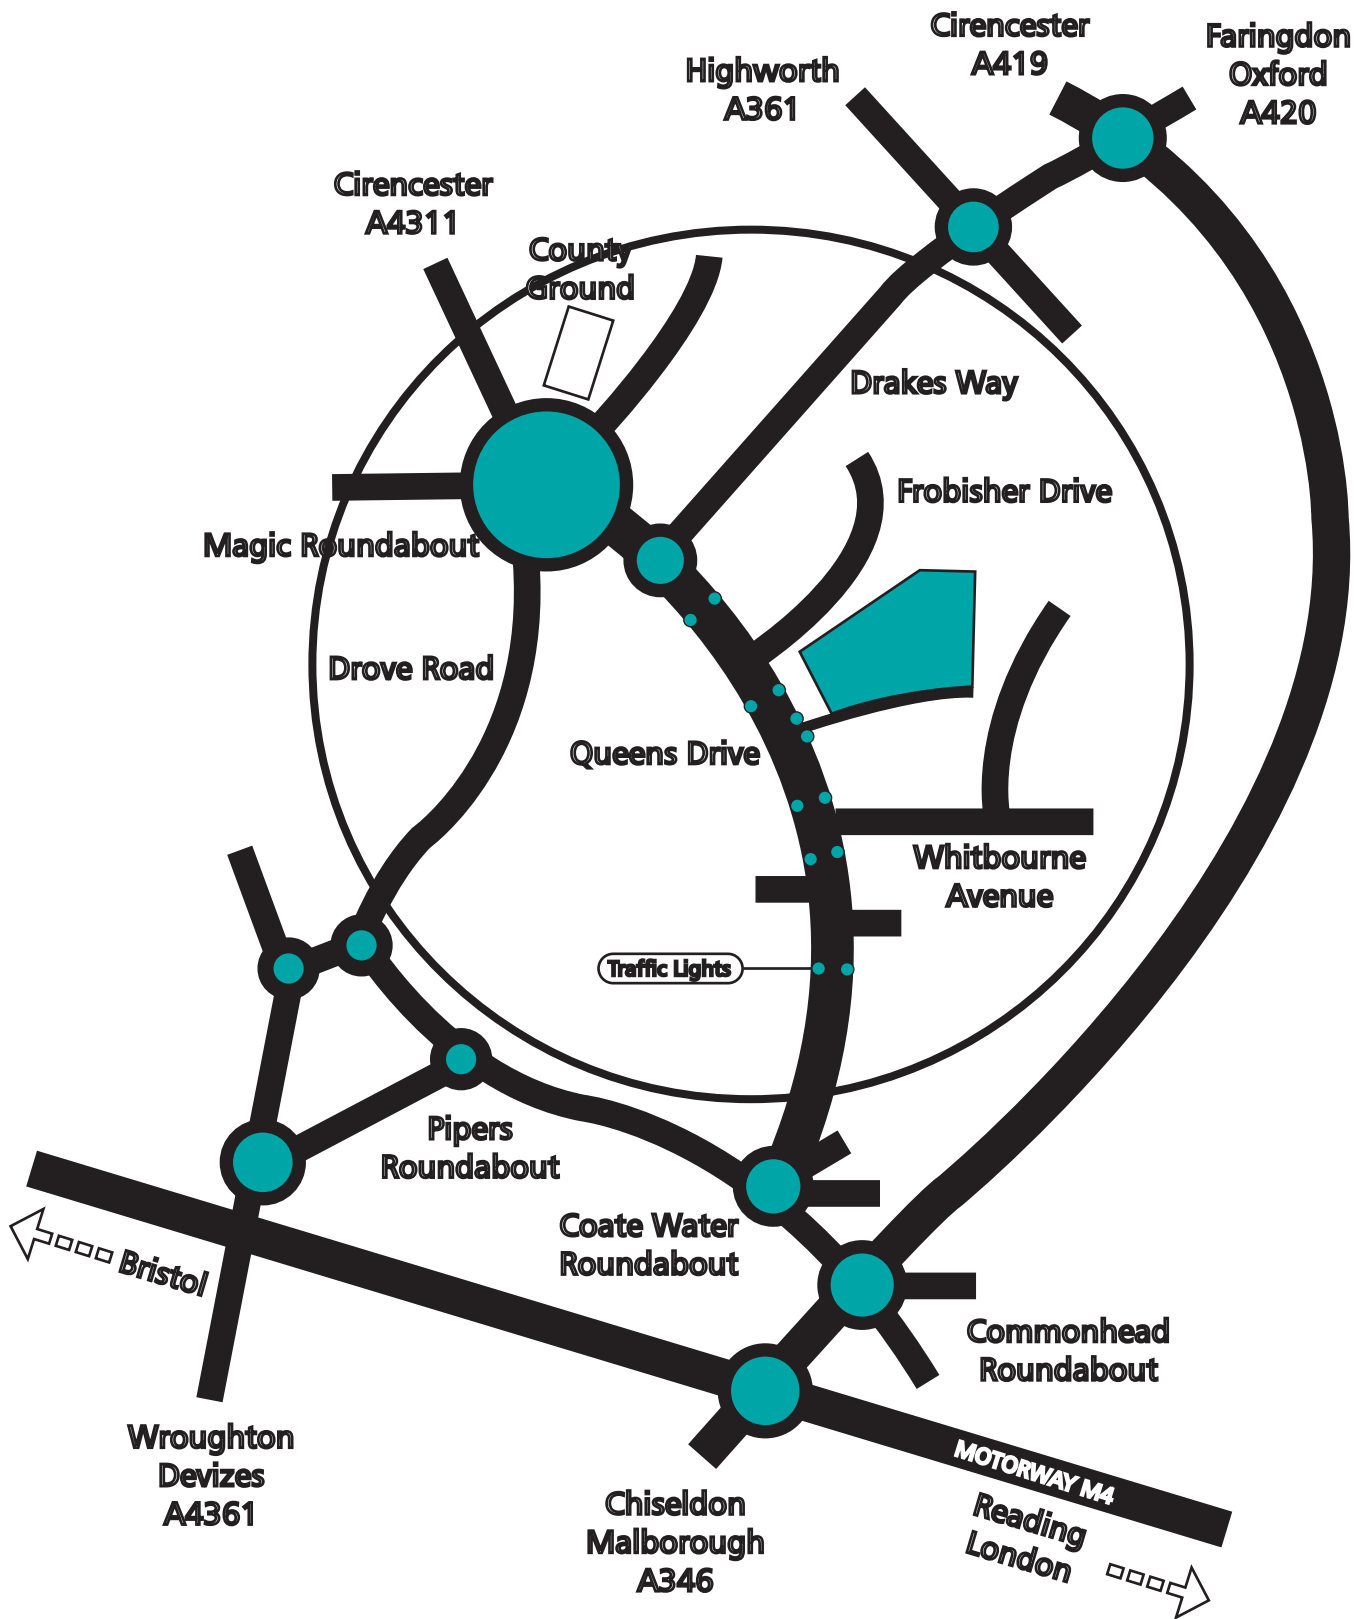 Cirencester
A419
Faringdon
Oxford
A420
Highworth
A361
Cirencester
A4311
County
Ground
Drakes Way
Frobisher Drive
Magic Roundabout
Drove Road
Queens Drive
Whitbourne
Avenue
Traffic Lights
Pipers
Roundabout
Coate Water
Roundabout
Bristol
Commonhead
Roundabout
Wroughton
Devizes
A4361
MOTORWAY M4
Reading
London
Chiseldon
Malborough
A346